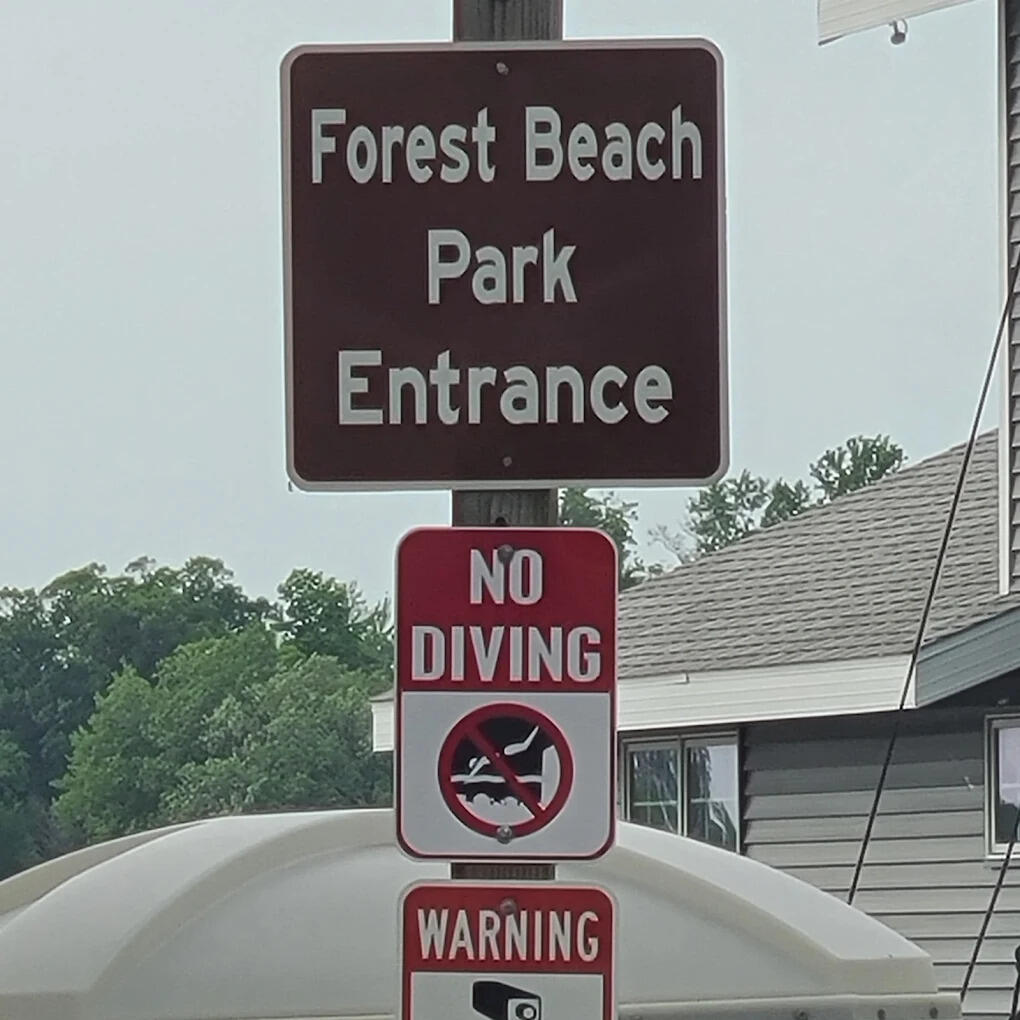 Forest Beach
Park
Entrance
NO
DIVING
WARNING